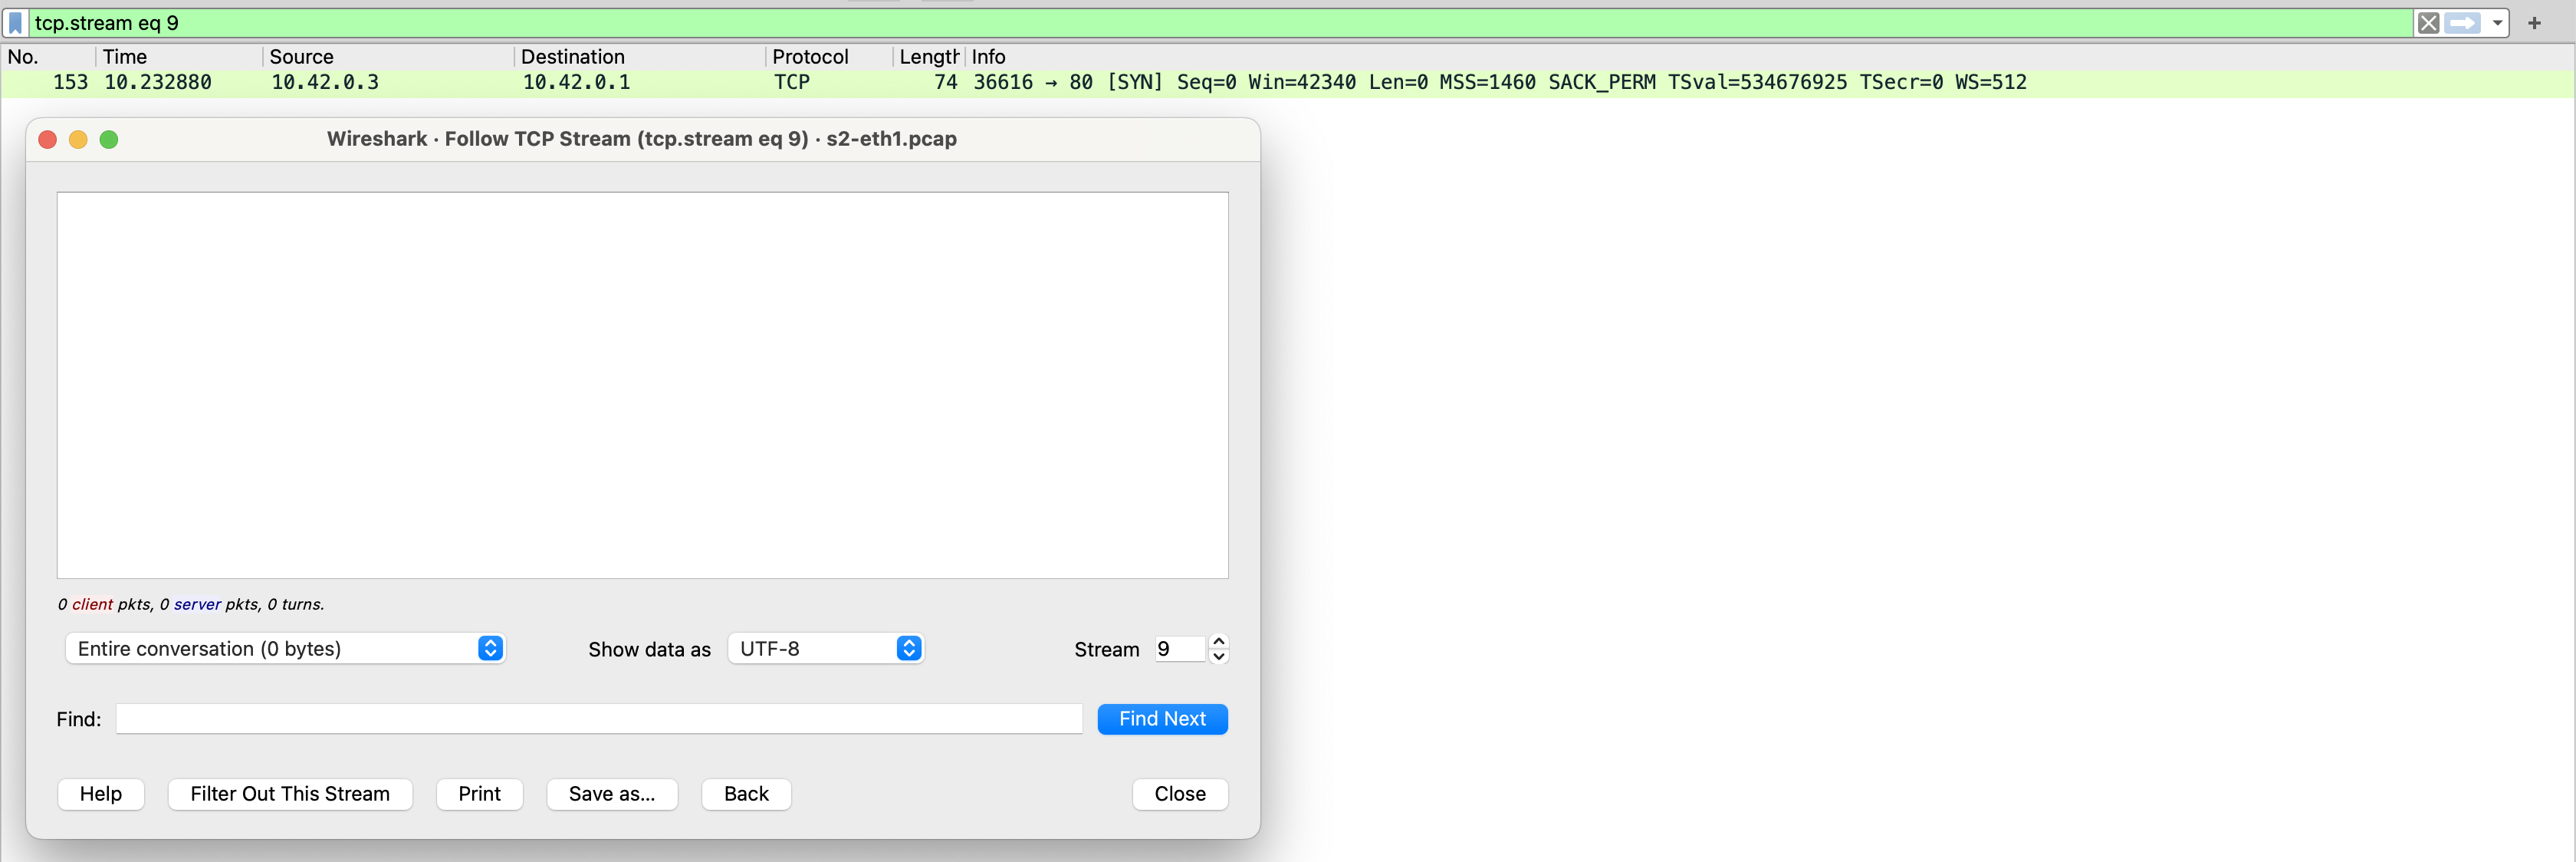 tcp.stream eq 9
No. Time Source Destination Protocol Length Info
153 10.232880 10.42.0.3 10.42.0.1 TCP 74 36616 → 80 [SYN] Seq=0 Win=42340 Len=0 MSS=1460 SACK_PERM TSval=534676925 TSecr=0 WS=512
Wireshark · Follow TCP Stream (tcp.stream eq 9) · s2-eth1.pcap
0 client pkts, 0 server pkts, 0 turns.
Entire conversation (0 bytes) Show data as UTF-8 Stream 9
Find: Find Next
Help Filter Out This Stream Print Save as... Back Close